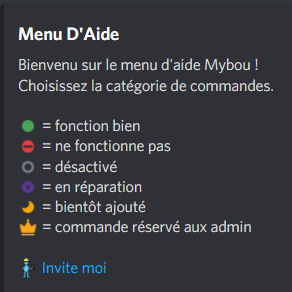 Menu D'Aide
Bienvenu sur le menu d'aide Mybou !
Choisissez la catégorie de commandes.
= fonction bien
= ne fonctionne pas
= désactivé
= en réparation
= bientôt ajouté
= commande réservé aux admin
Invite moi